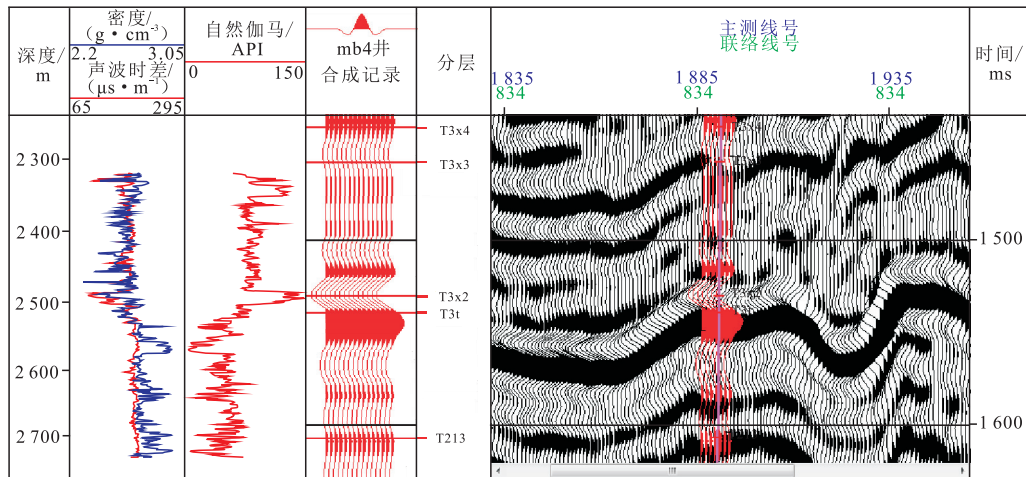 深度/
m
密度/
(g·cm⁻³)
2.2 3.05
声波时差/
(μs·m⁻¹)
65 295
自然伽马/
API
0 150
mb4井
合成记录
分层
主测线号
联络线号
1 835 1 885 1 935
834 834 834
时间/
ms
2 300
2 400
2 500
2 600
2 700
T3x4
T3x3
T3x2
T3t
T213
1 500
1 600